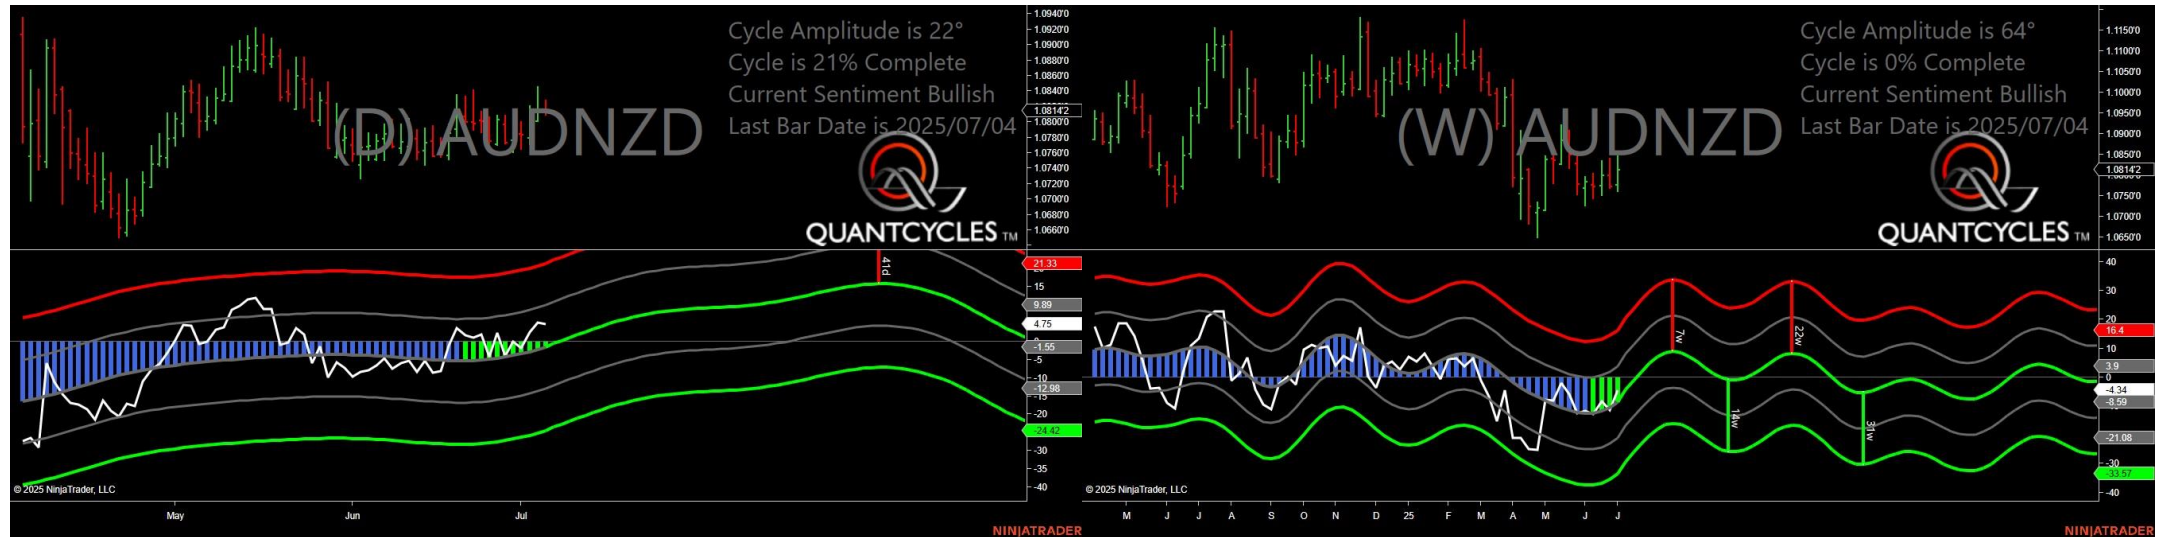 Cycle Amplitude is 22°
Cycle is 21% Complete
Current Sentiment Bullish
Last Bar Date is 2025/07/04
(D) AUDNZD
QUANTCYCLES TM
1.0940'0
1.0920'0
1.0900'0
1.0880'0
1.0860'0
1.0840'0
1.0814'2
1.0800'0
1.0780'0
1.0760'0
1.0740'0
1.0720'0
1.0700'0
1.0680'0
1.0660'0
41d
21.33
15
9.89
4.75
-1.55
-5
-10
-12.98
-15
-20
-24.42
-30
-35
-40
© 2025 NinjaTrader, LLC
May Jun Jul
NINJATRADER
Cycle Amplitude is 64°
Cycle is 0% Complete
Current Sentiment Bullish
Last Bar Date is 2025/07/04
(W) AUDNZD
QUANTCYCLES TM
1.1150'0
1.1100'0
1.1050'0
1.1000'0
1.0950'0
1.0900'0
1.0850'0
1.0814'2
1.0750'0
1.0700'0
1.0650'0
7w
22w
14w
31w
40
30
20
16.4
10
3.9
0
-4.34
-8.59
-21.08
-30
-33.57
-40
© 2025 NinjaTrader, LLC
M J J A S O N D 25 F M A M J J
NINJATRADER